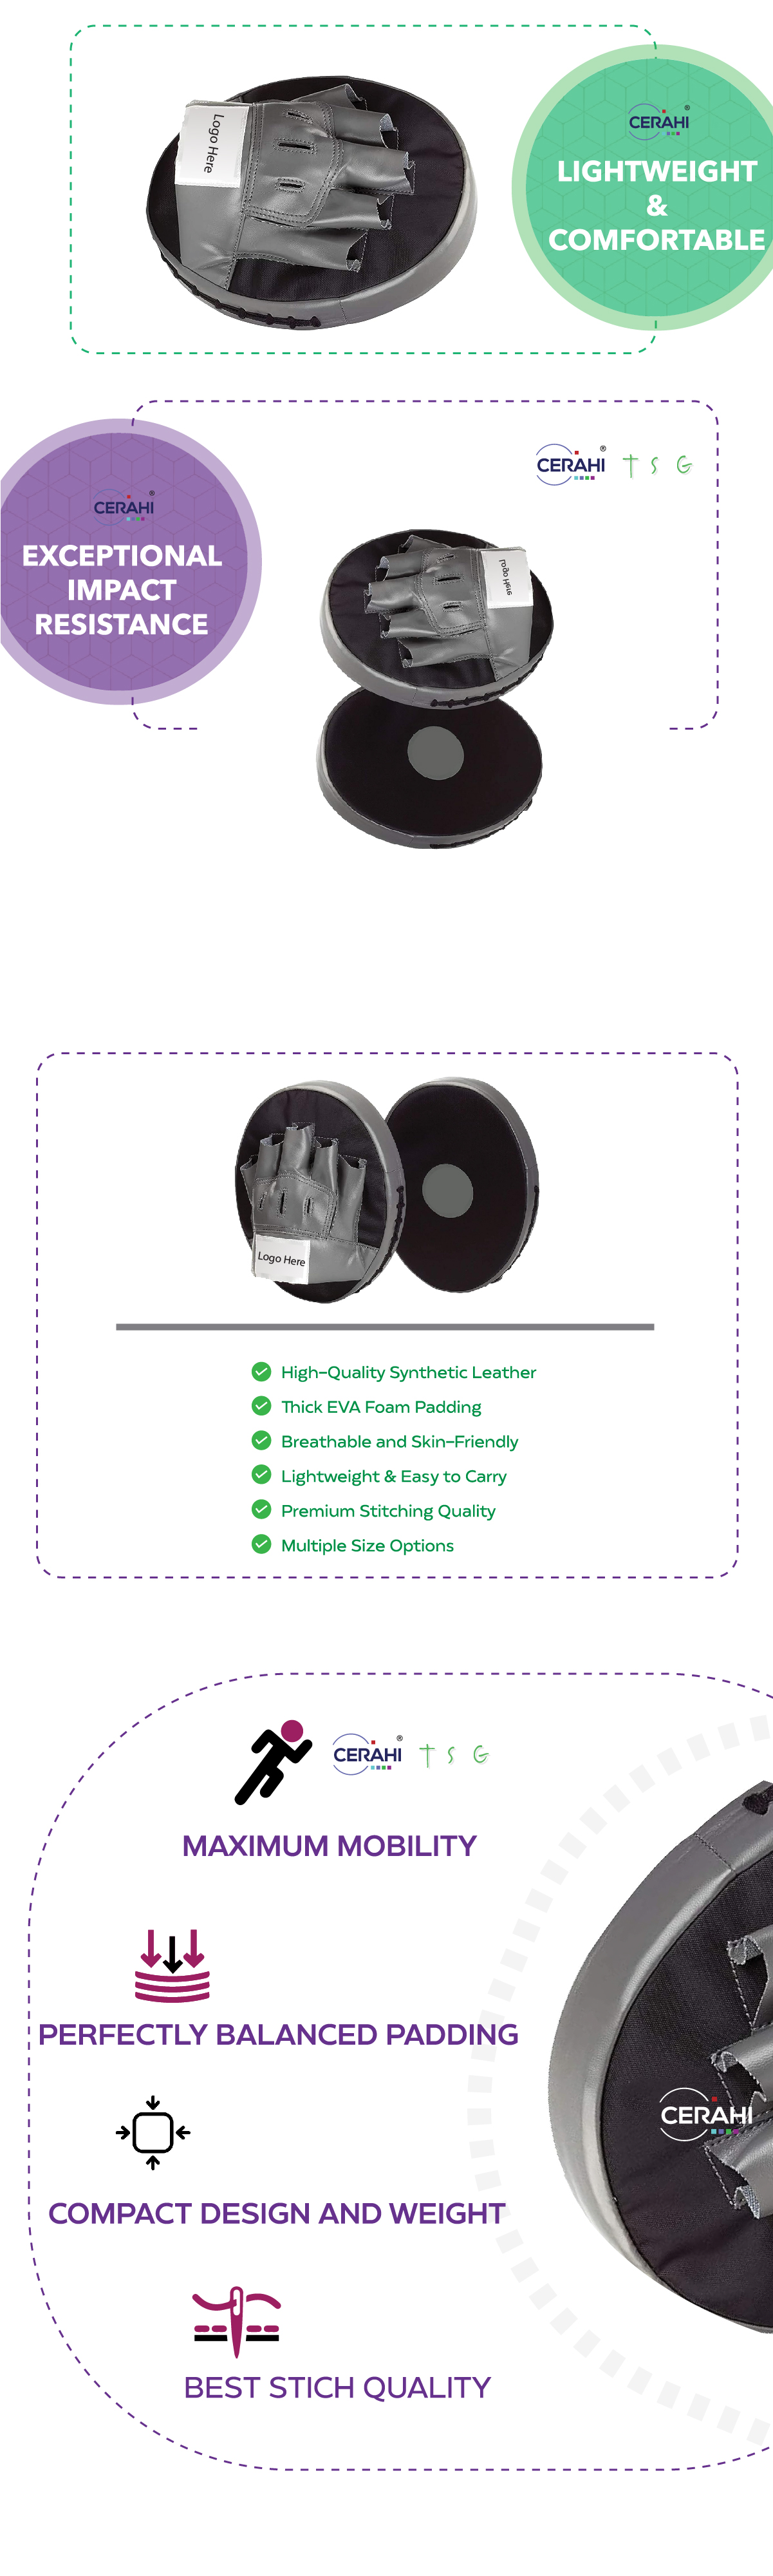 CERAHI®
LIGHTWEIGHT
&
COMFORTABLE
Logo Here
CERAHI®
EXCEPTIONAL
IMPACT
RESISTANCE
CERAHI® T S G
Logo Here
Logo Here
High-Quality Synthetic Leather
Thick EVA Foam Padding
Breathable and Skin-Friendly
Lightweight & Easy to Carry
Premium Stitching Quality
Multiple Size Options
CERAHI® T S G
MAXIMUM MOBILITY
PERFECTLY BALANCED PADDING
CERAHI
COMPACT DESIGN AND WEIGHT
BEST STICH QUALITY